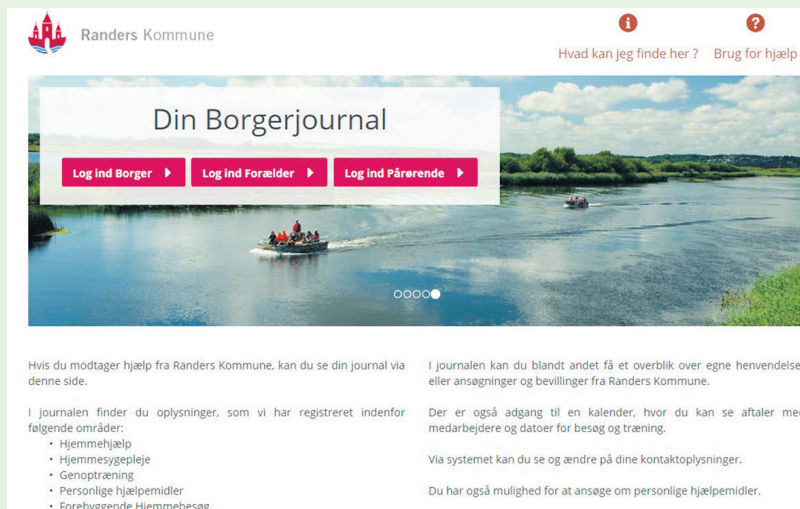 Randers Kommune
Hvad kan jeg finde her ?
Brug for hjælp
Din Borgerjournal
Log ind Borger
Log ind Forælder
Log ind Pårørende
Hvis du modtager hjælp fra Randers Kommune, kan du se din journal via
denne side.
I journalen finder du oplysninger, som vi har registreret indenfor
følgende områder:
• Hjemmehjælp
• Hjemmesygepleje
• Genoptræning
• Personlige hjælpemidler
• Forebyggende Hjemmebesøg
I journalen kan du blandt andet få et overblik over egne henvendelse
eller ansøgninger og bevillinger fra Randers Kommune.
Der er også adgang til en kalender, hvor du kan se aftaler med
medarbejdere og datoer for besøg og træning.
Via systemet kan du se og ændre på dine kontaktoplysninger.
Du har også mulighed for at ansøge om personlige hjælpemidler.